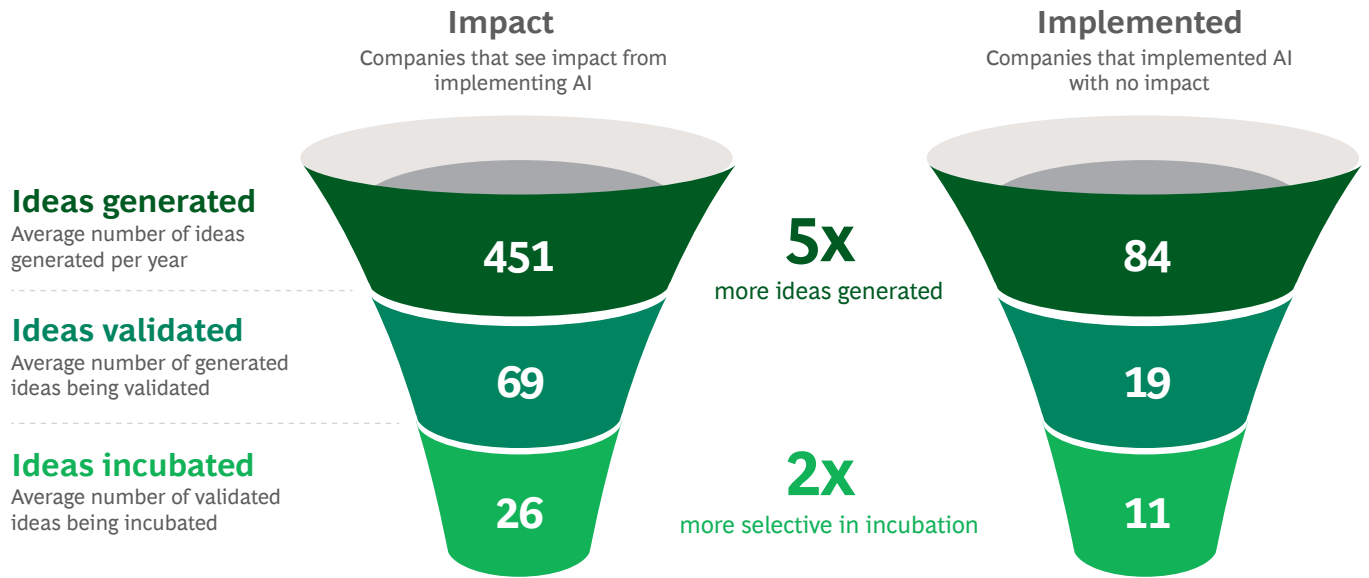 Impact
Companies that see impact from
implementing AI
Implemented
Companies that implemented AI
with no impact
Ideas generated
Average number of ideas
generated per year
451
5x
more ideas generated
84
Ideas validated
Average number of generated
ideas being validated
69
19
Ideas incubated
Average number of validated
ideas being incubated
26
2x
more selective in incubation
11